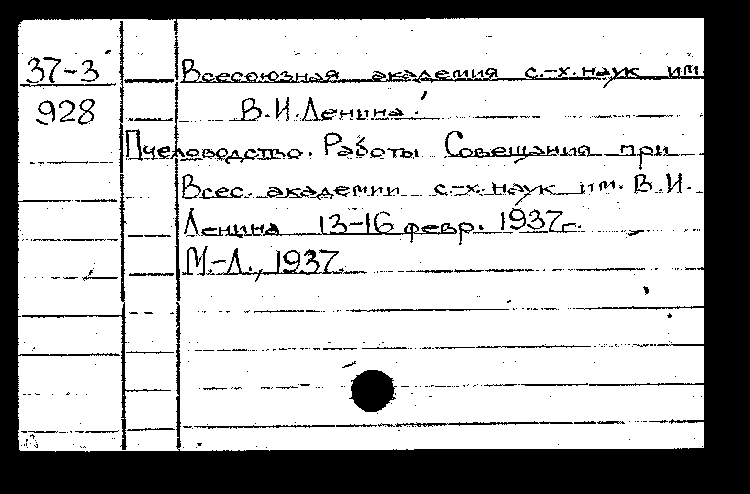 37-3 Всесоюзная академия с.-х. наук им.
928 В.И. Ленина.
Пчеловодство. Работы Совещания при
Всес. академии с.-х. наук им. В.И.
Ленина 13-16 февр. 1937г.
М.-Л., 1937.